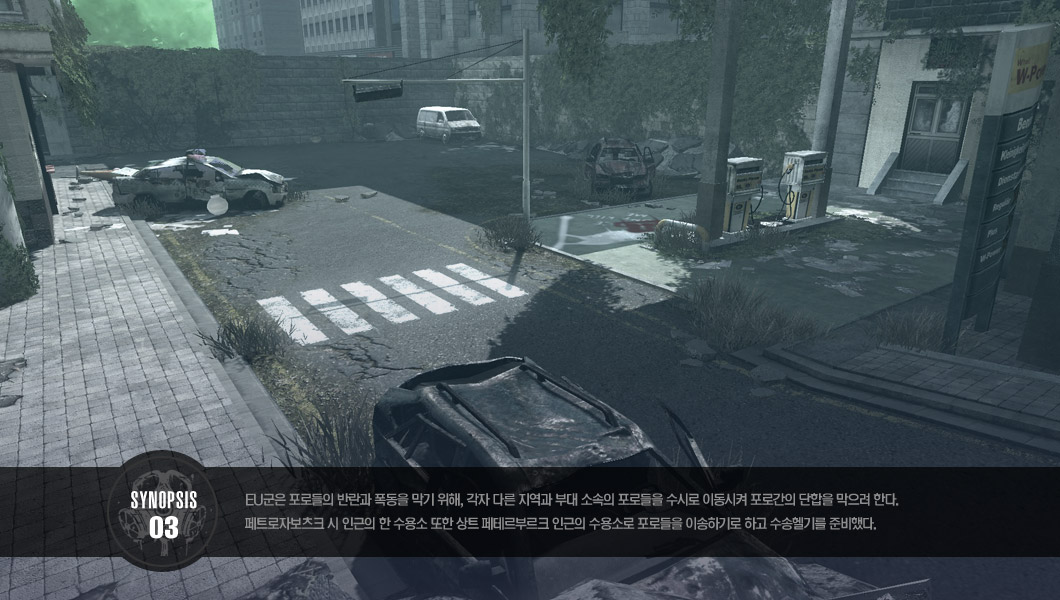 SYNOPSIS
03
EU군은 포로들의 반란과 폭동을 막기 위해, 각자 다른 지역과 부대 소속의 포로들을 수시로 이동시켜 포로간의 단합을 막으려 한다.
페트로자보츠크 시 인근의 한 수용소 또한 상트 페테르부르크 인근의 수용소로 포로들을 이송하기로 하고 수송헬기를 준비했다.